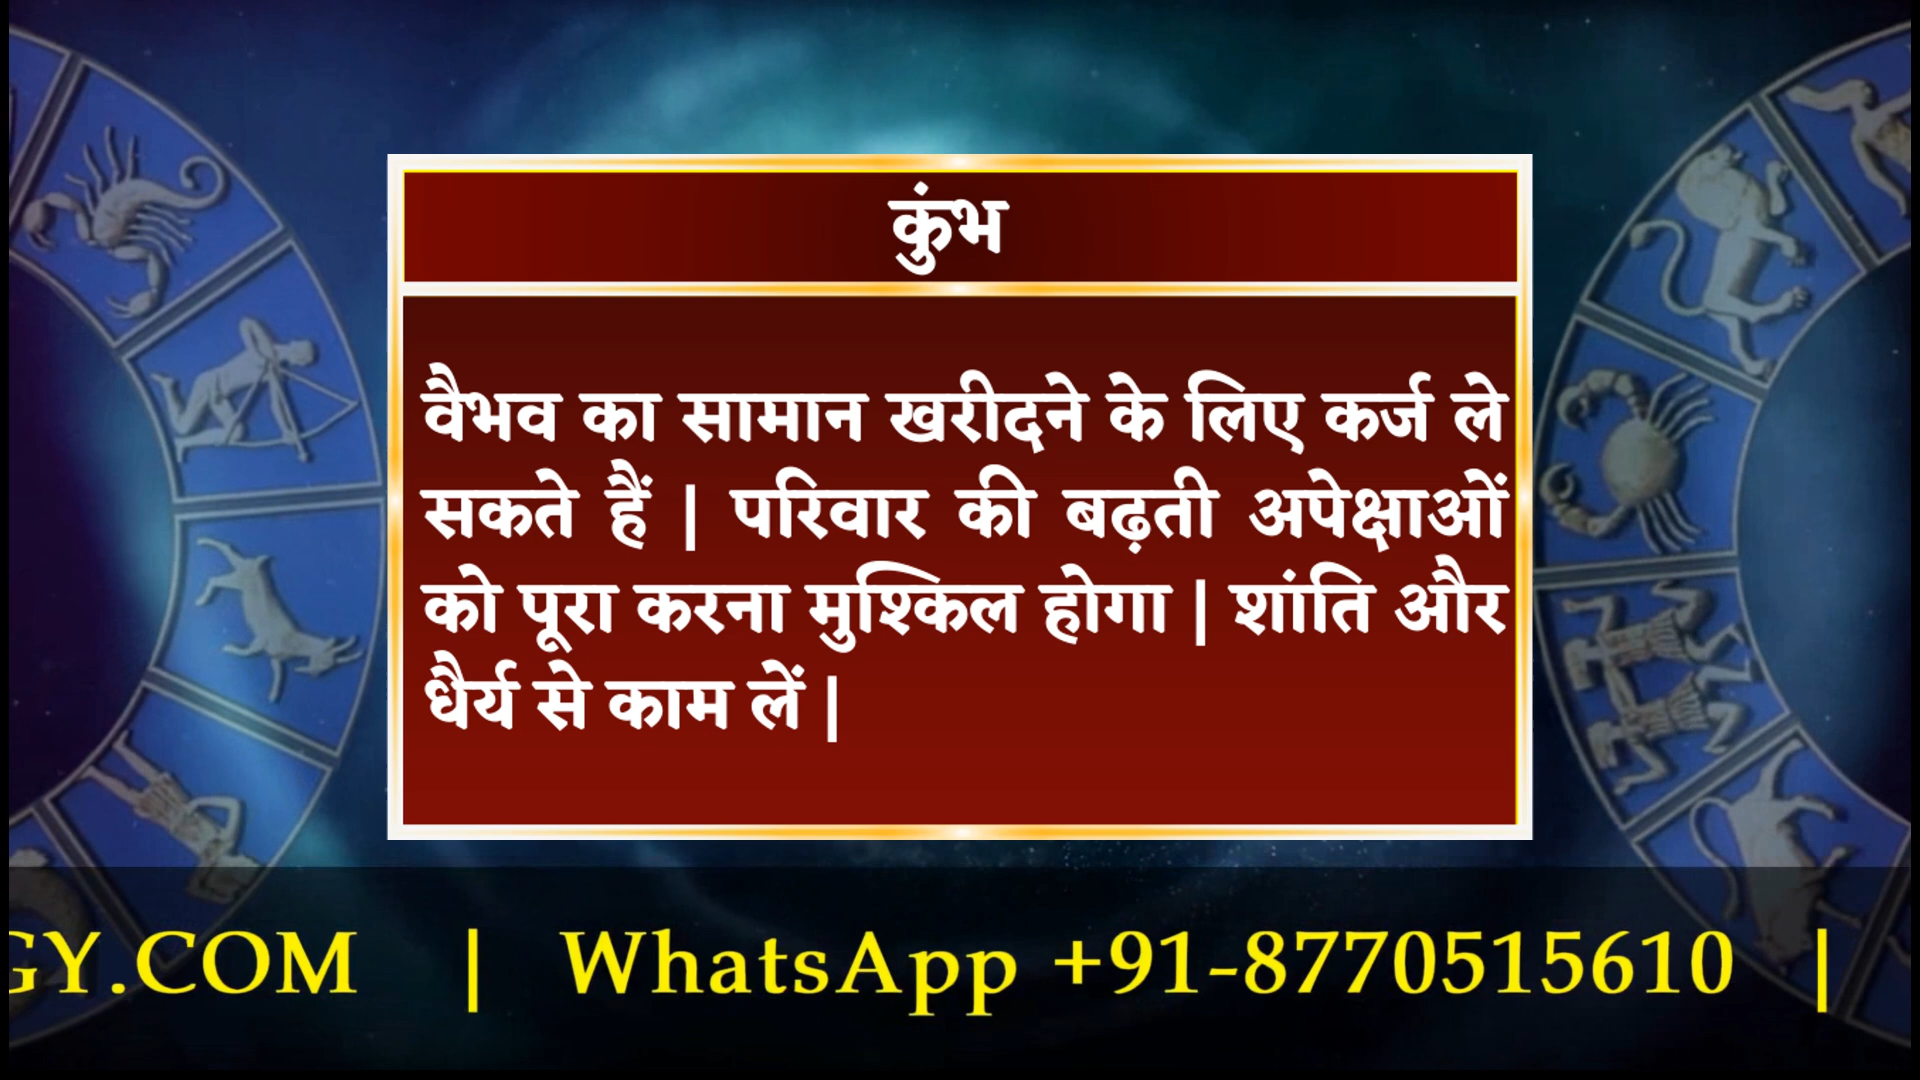 कुंभ
वैभव का सामान खरीदने के लिए कर्ज ले
सकते हैं | परिवार की बढ़ती अपेक्षाओं
को पूरा करना मुश्किल होगा | शांति और
धैर्य से काम लें |
GY.COM | WhatsApp +91-8770515610 |